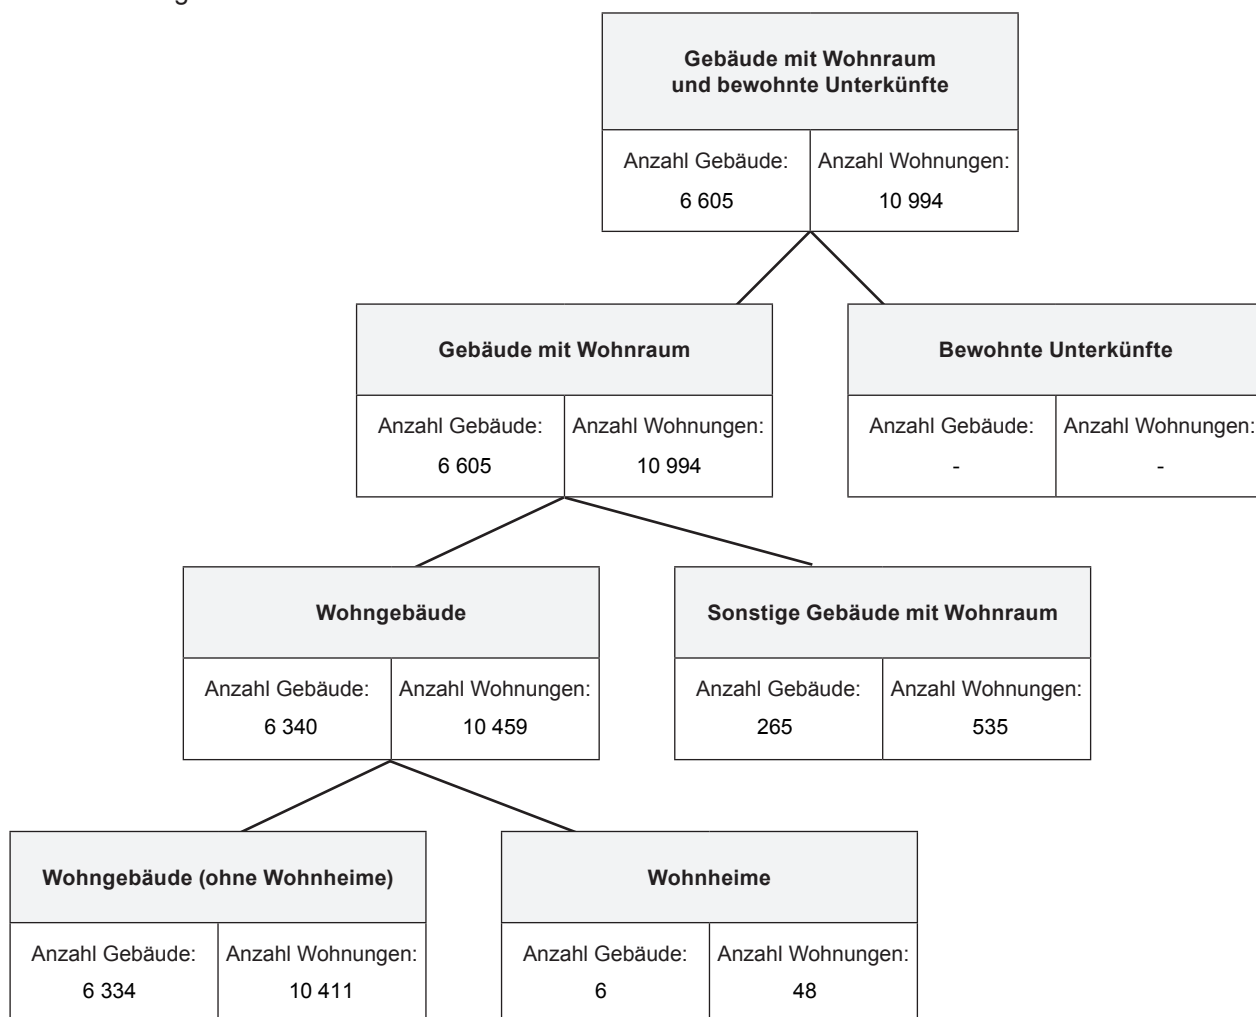 Gebäude mit Wohnraum
und bewohnte Unterkünfte
Anzahl Gebäude: Anzahl Wohnungen:
6 605 10 994
Gebäude mit Wohnraum Bewohnte Unterkünfte
Anzahl Gebäude: Anzahl Wohnungen: Anzahl Gebäude: Anzahl Wohnungen:
6 605 10 994 - -
Wohngebäude Sonstige Gebäude mit Wohnraum
Anzahl Gebäude: Anzahl Wohnungen: Anzahl Gebäude: Anzahl Wohnungen:
6 340 10 459 265 535
Wohngebäude (ohne Wohnheime) Wohnheime
Anzahl Gebäude: Anzahl Wohnungen: Anzahl Gebäude: Anzahl Wohnungen:
6 334 10 411 6 48